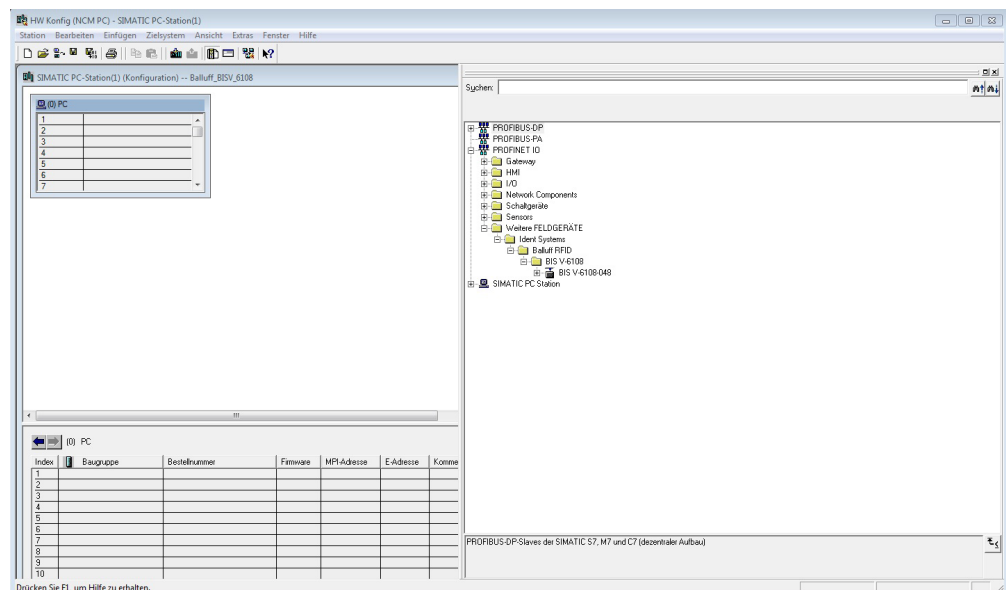 HW Konfig (NCM PC) - SIMATIC PC-Station(1)
Station Bearbeiten Einfügen Zielsystem Ansicht Extras Fenster Hilfe
SIMATIC PC-Station(1) (Konfiguration) -- Balluff_BISV_6108
(0) PC
1
2
3
4
5
6
7
Suchen:
PROFIBUS-DP
PROFIBUS-PA
PROFINET IO
Gateway
HMI
I/O
Network Components
Schaltgeräte
Sensors
Weitere FELDGERÄTE
Ident Systems
Balluff RFID
BIS V-6108
BIS V-6108-048
SIMATIC PC Station
(0) PC
Index Baugruppe Bestellnummer Firmware MPI-Adresse E-Adresse Komme
1
2
3
4
5
6
7
8
9
10
PROFIBUS-DP-Slaves der SIMATIC S7, M7 und C7 (dezentraler Aufbau)
Drücken Sie F1, um Hilfe zu erhalten.